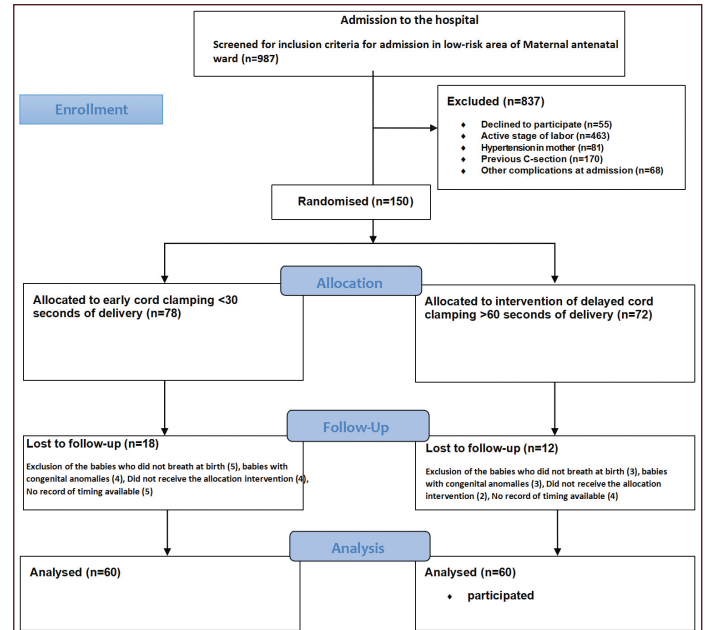 Admission to the hospital
Screened for inclusion criteria for admission in low-risk area of Maternal antenatal
ward (n=987)
Enrollment
Excluded (n=837)
♦ Declined to participate (n=55)
♦ Active stage of labor (n=463)
♦ Hypertension in mother (n=81)
♦ Previous C-section (n=170)
♦ Other complications at admission (n=68)
Randomised (n=150)
Allocation
Allocated to early cord clamping <30
seconds of delivery (n=78)
Allocated to intervention of delayed cord
clamping >60 seconds of delivery (n=72)
Follow-Up
Lost to follow-up (n=18)
Exclusion of the babies who did not breath at birth (5), babies with
congenital anomalies (4), Did not receive the allocation intervention (4),
No record of timing available (5)
Lost to follow-up (n=12)
Exclusion of the babies who did not breath at birth (3), babies
with congenital anomalies (3), Did not receive the allocation
intervention (2), No record of timing available (4)
Analysis
Analysed (n=60)
Analysed (n=60)
♦ participated